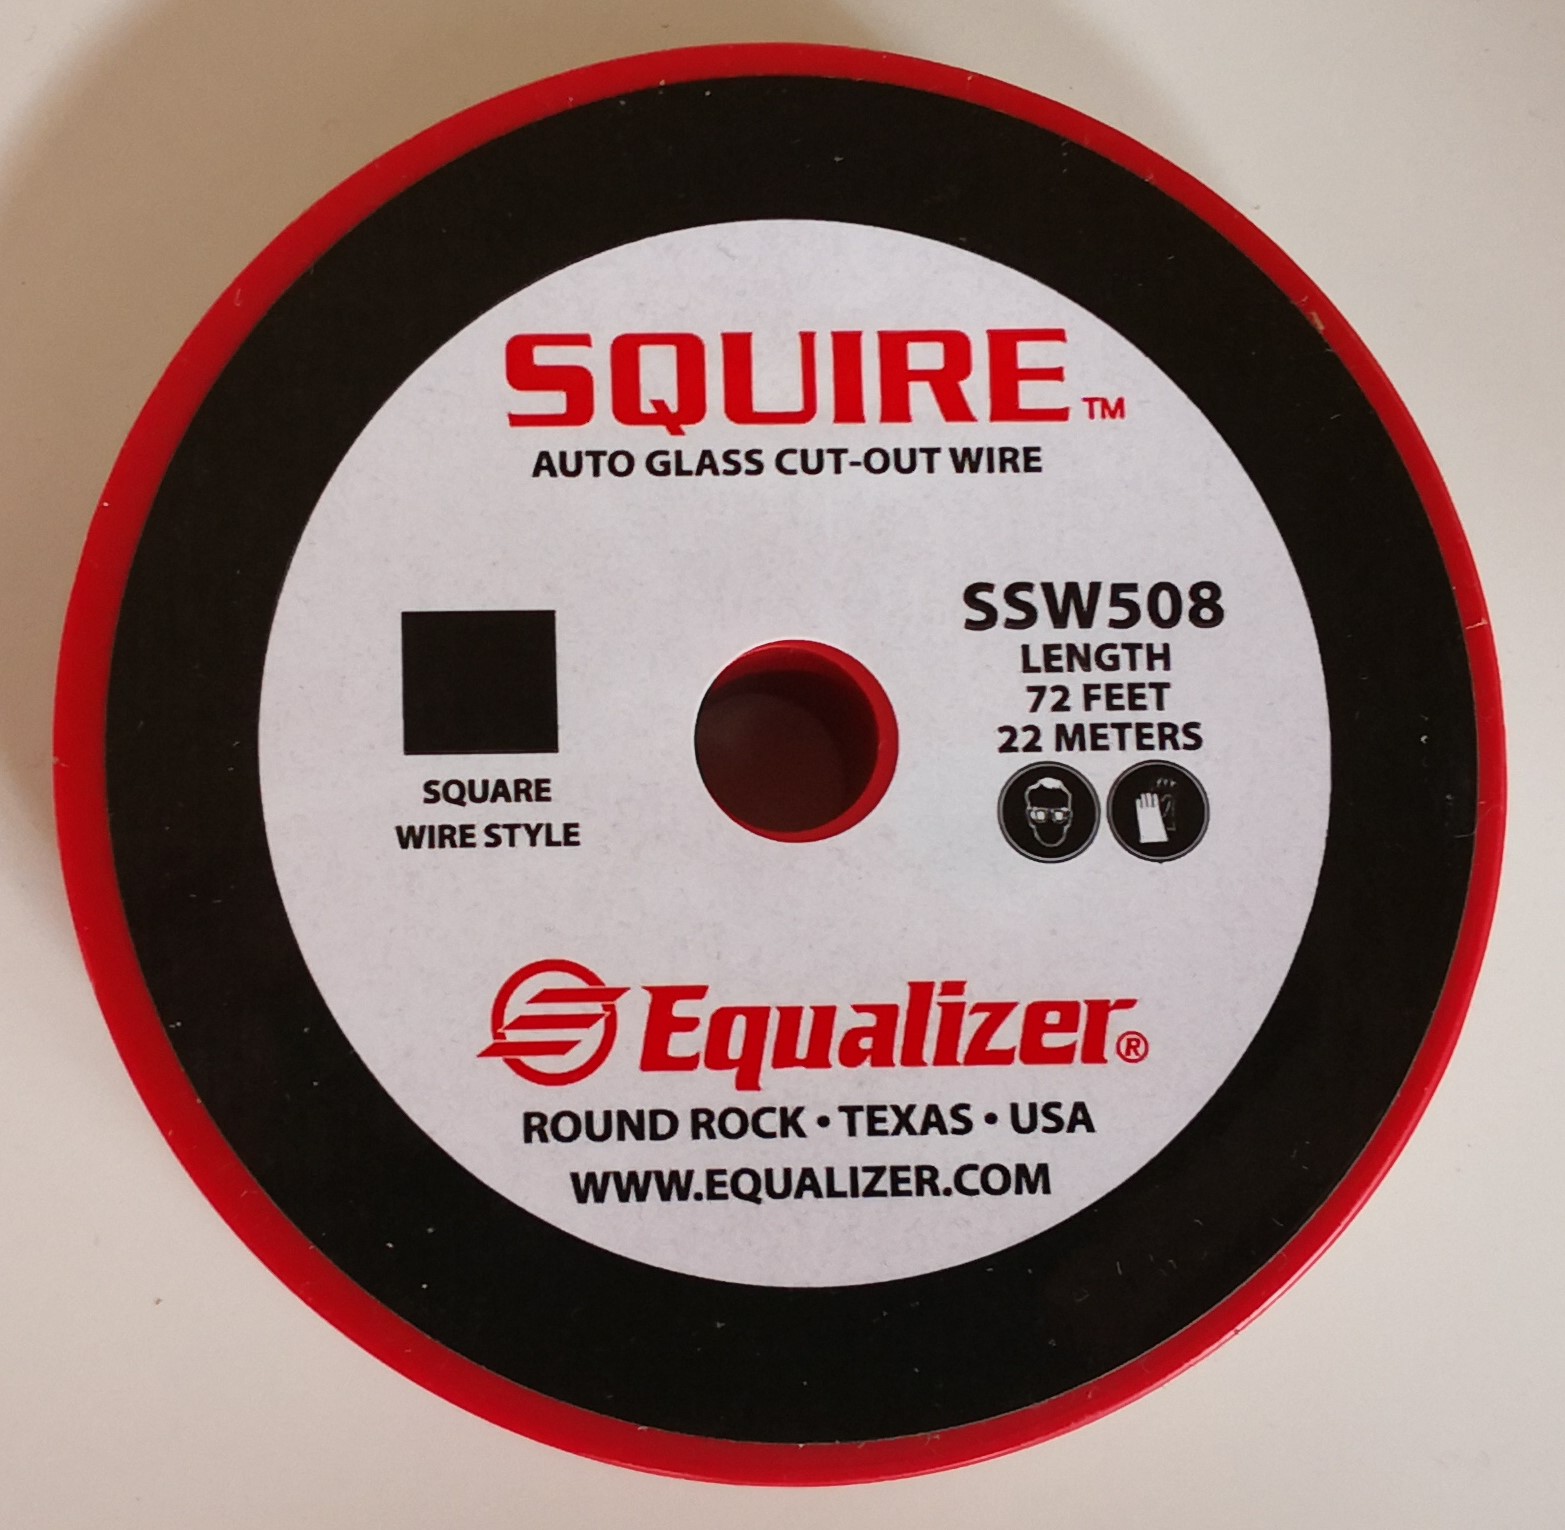 SQUIRE™
AUTO GLASS CUT-OUT WIRE
SQUARE
WIRE STYLE
SSW508
LENGTH
72 FEET
22 METERS
Equalizer®
ROUND ROCK • TEXAS • USA
WWW.EQUALIZER.COM